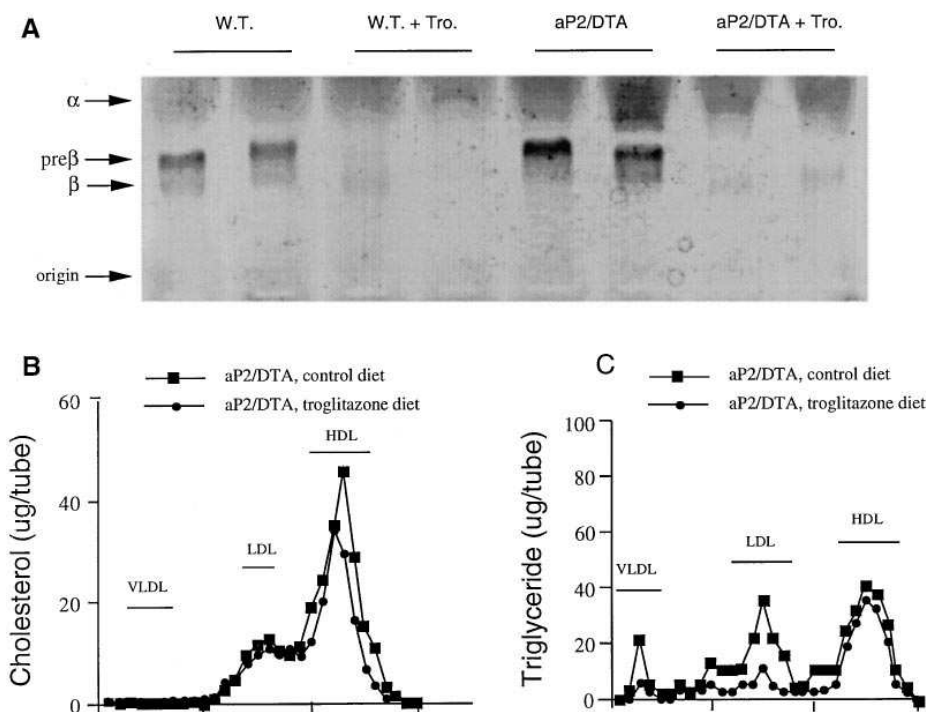 A
W.T. W.T. + Tro. aP2/DTA aP2/DTA + Tro.
α
preβ
β
origin
B
aP2/DTA, control diet
aP2/DTA, troglitazone diet
60
40
20
0
Cholesterol (ug/tube)
VLDL
LDL
HDL
C
aP2/DTA, control diet
aP2/DTA, troglitazone diet
100
80
60
40
20
0
Triglyceride (ug/tube)
VLDL
LDL
HDL